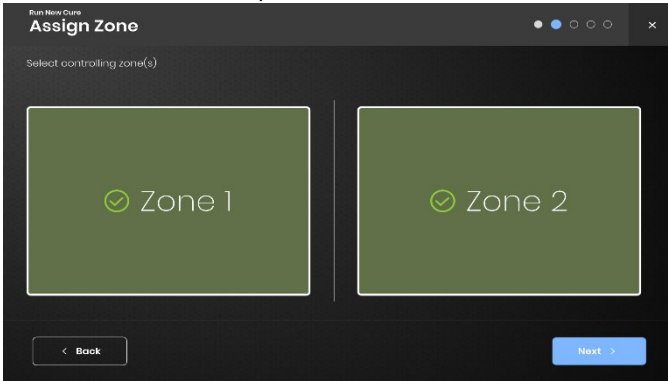 Run New Cure
Assign Zone
Select controlling zone(s)
Zone 1
Zone 2
Back
Next